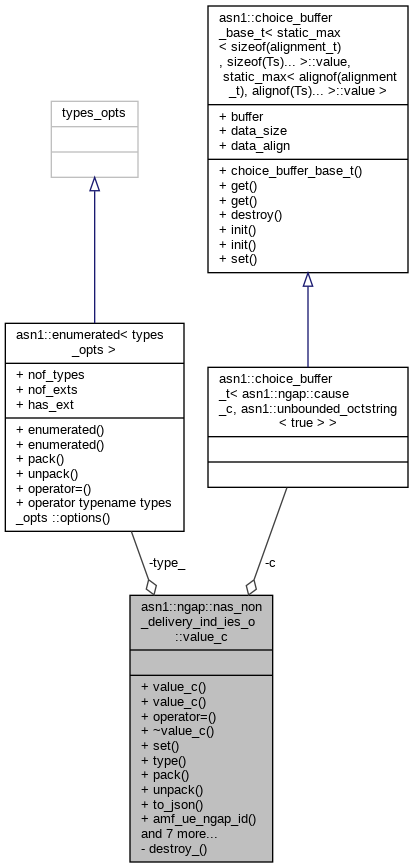 asn1::choice_buffer
_base_t< static_max
< sizeof(alignment_t)
, sizeof(Ts)... >::value,
static_max< alignof(alignment
_t), alignof(Ts)... >::value >
+ buffer
+ data_size
+ data_align
+ choice_buffer_base_t()
+ get()
+ get()
+ destroy()
+ init()
+ init()
+ set()
types_opts
asn1::enumerated< types
_opts >
+ nof_types
+ nof_exts
+ has_ext
+ enumerated()
+ enumerated()
+ pack()
+ unpack()
+ operator=()
+ operator typename types
_opts ::options()
asn1::choice_buffer
_t< asn1::ngap::cause
_c, asn1::unbounded_octstring
< true > >
-type_
-c
asn1::ngap::nas_non
_delivery_ind_ies_o
::value_c
+ value_c()
+ value_c()
+ operator=()
+ ~value_c()
+ set()
+ type()
+ pack()
+ unpack()
+ to_json()
+ amf_ue_ngap_id()
and 7 more...
- destroy_()